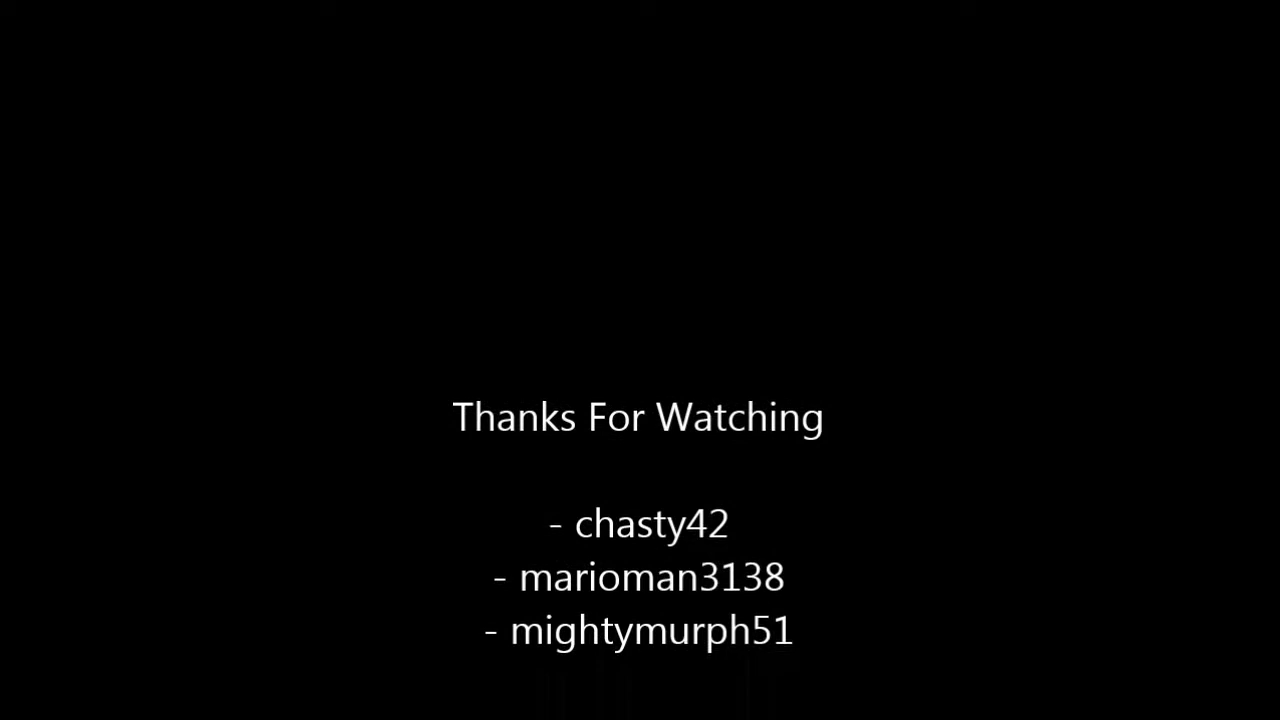 Thanks For Watching
- chasty42
- marioman3138
- mightymurph51